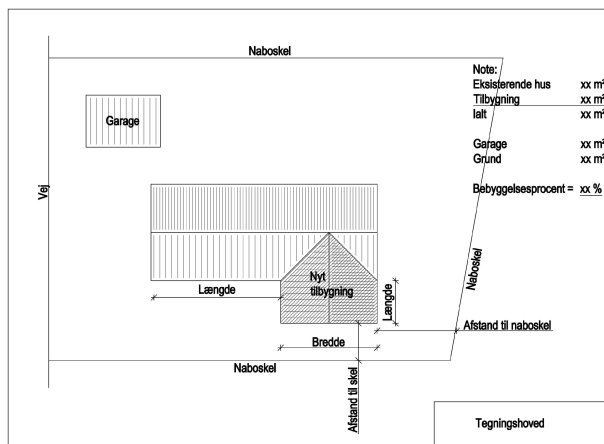 Naboskel
Note:
Eksisterende hus xx m²
Tilbygning xx m²
Ialt xx m²
Garage xx m²
Grund xx m²
Bebyggelsesprocent = xx %
Garage
Vej
Naboskel
Nyt
tilbygning
Længde
Længde
Afstand til naboskel
Bredde
Naboskel
Afstand til skel
Tegningshoved